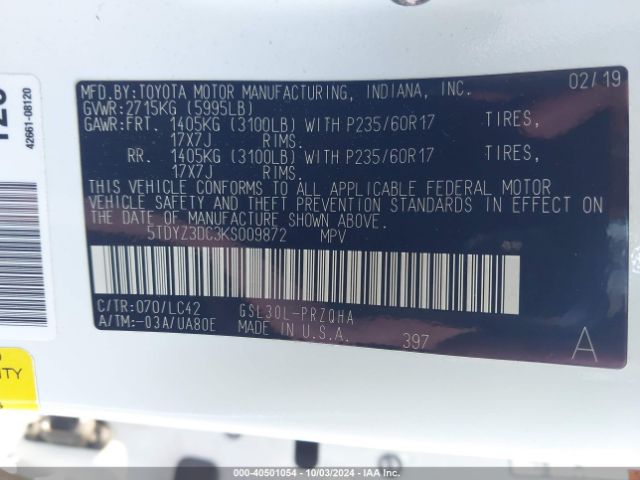 MFD.BY:TOYOTA MOTOR MANUFACTURING, INDIANA, INC. 02/19
GVWR:2715KG (5995LB)
GAWR:FRT. 1405KG (3100LB) WITH P235/60R17 TIRES,
17X7J RIMS.
RR. 1405KG (3100LB) WITH P235/60R17 TIRES,
17X7J RIMS.
THIS VEHICLE CONFORMS TO ALL APPLICABLE FEDERAL MOTOR
VEHICLE SAFETY AND THEFT PREVENTION STANDARDS IN EFFECT ON
THE DATE OF MANUFACTURE SHOWN ABOVE.
5TDYZ3DC3KS009872 MPV
C/TR:070/LC42 GSL30L-PRZQHA
A/TM:-03A/UA80E MADE IN U.S.A. 397 A
42661-08120
000-40501054 - 10/03/2024 - IAA Inc.